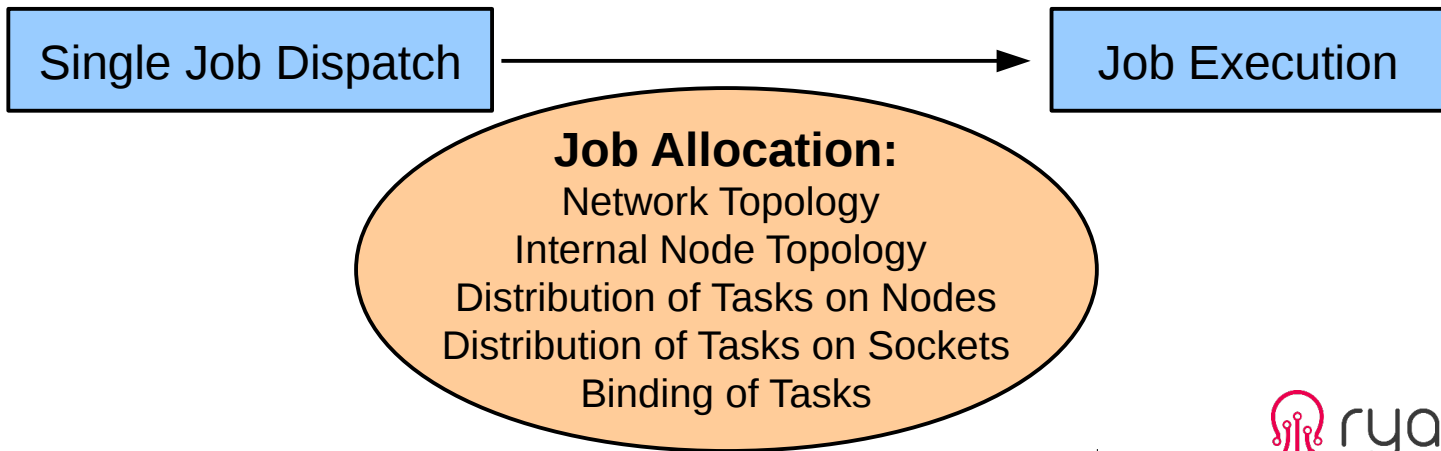 Single Job Dispatch
Job Execution
Job Allocation:
Network Topology
Internal Node Topology
Distribution of Tasks on Nodes
Distribution of Tasks on Sockets
Binding of Tasks
rya